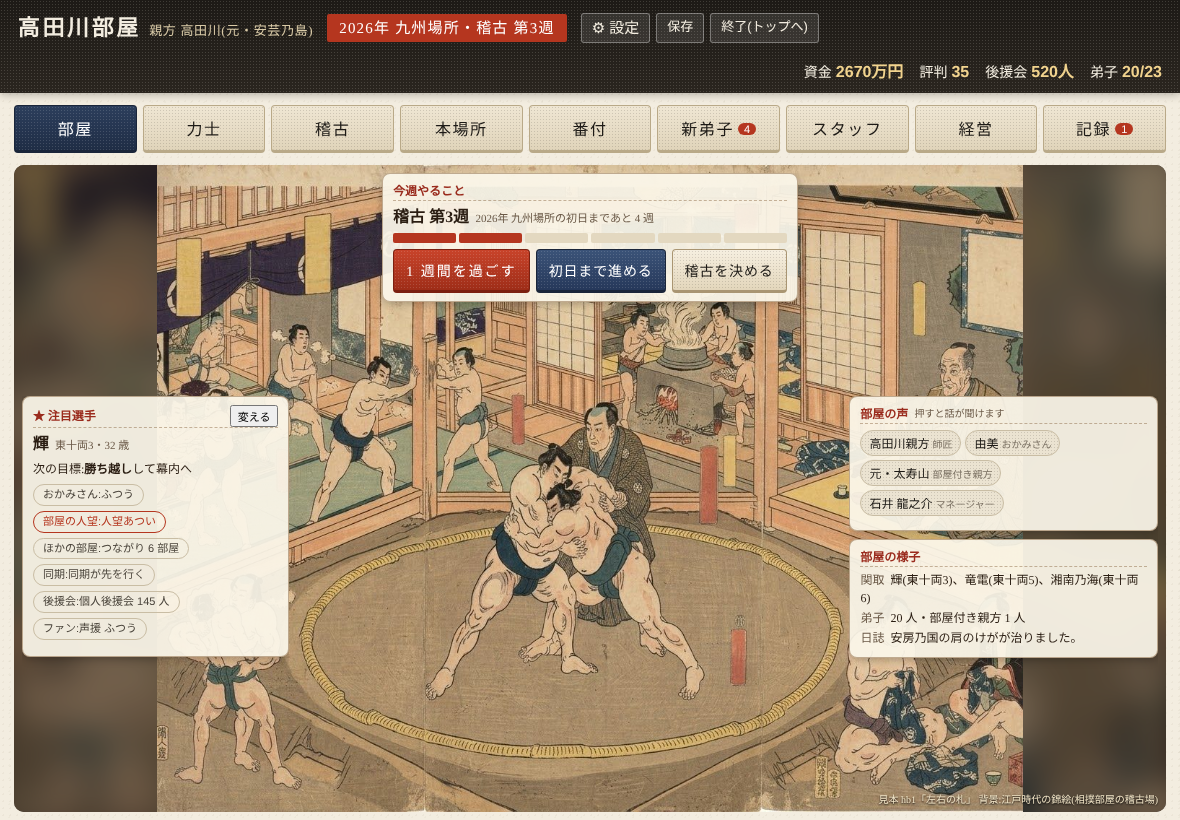 高田川部屋 親方 高田川(元・安芸乃島) 2026年 九州場所・稽古 第3週 ⚙ 設定 保存 終了(トップへ)
資金 2670万円 評判 35 後援会 520人 弟子 20/23
部屋 力士 稽古 本場所 番付 新弟子 4 スタッフ 経営 記録 1
今週やること
稽古 第3週 2026年 九州場所の初日まであと 4 週
1 週間を過ごす 初日まで進める 稽古を決める
★ 注目選手 変える
輝 東十両3・32 歳
次の目標:勝ち越しして幕内へ
おかみさん:ふつう
部屋の人望:人望あつい
ほかの部屋:つながり 6 部屋
同期:同期が先を行く
後援会:個人後援会 145 人
ファン:声援 ふつう
部屋の声 押すと話が聞けます
高田川親方 師匠 由美 おかみさん
元・太寿山 部屋付き親方
石井 龍之介 マネージャー
部屋の様子
関取 輝(東十両3)、竜電(東十両5)、湘南乃海(東十両
6)
弟子 20 人・部屋付き親方 1 人
日誌 安房乃国の肩のけがが治りました。
見本 hb1「左右の札」 背景:江戸時代の錦絵(相撲部屋の稽古場)